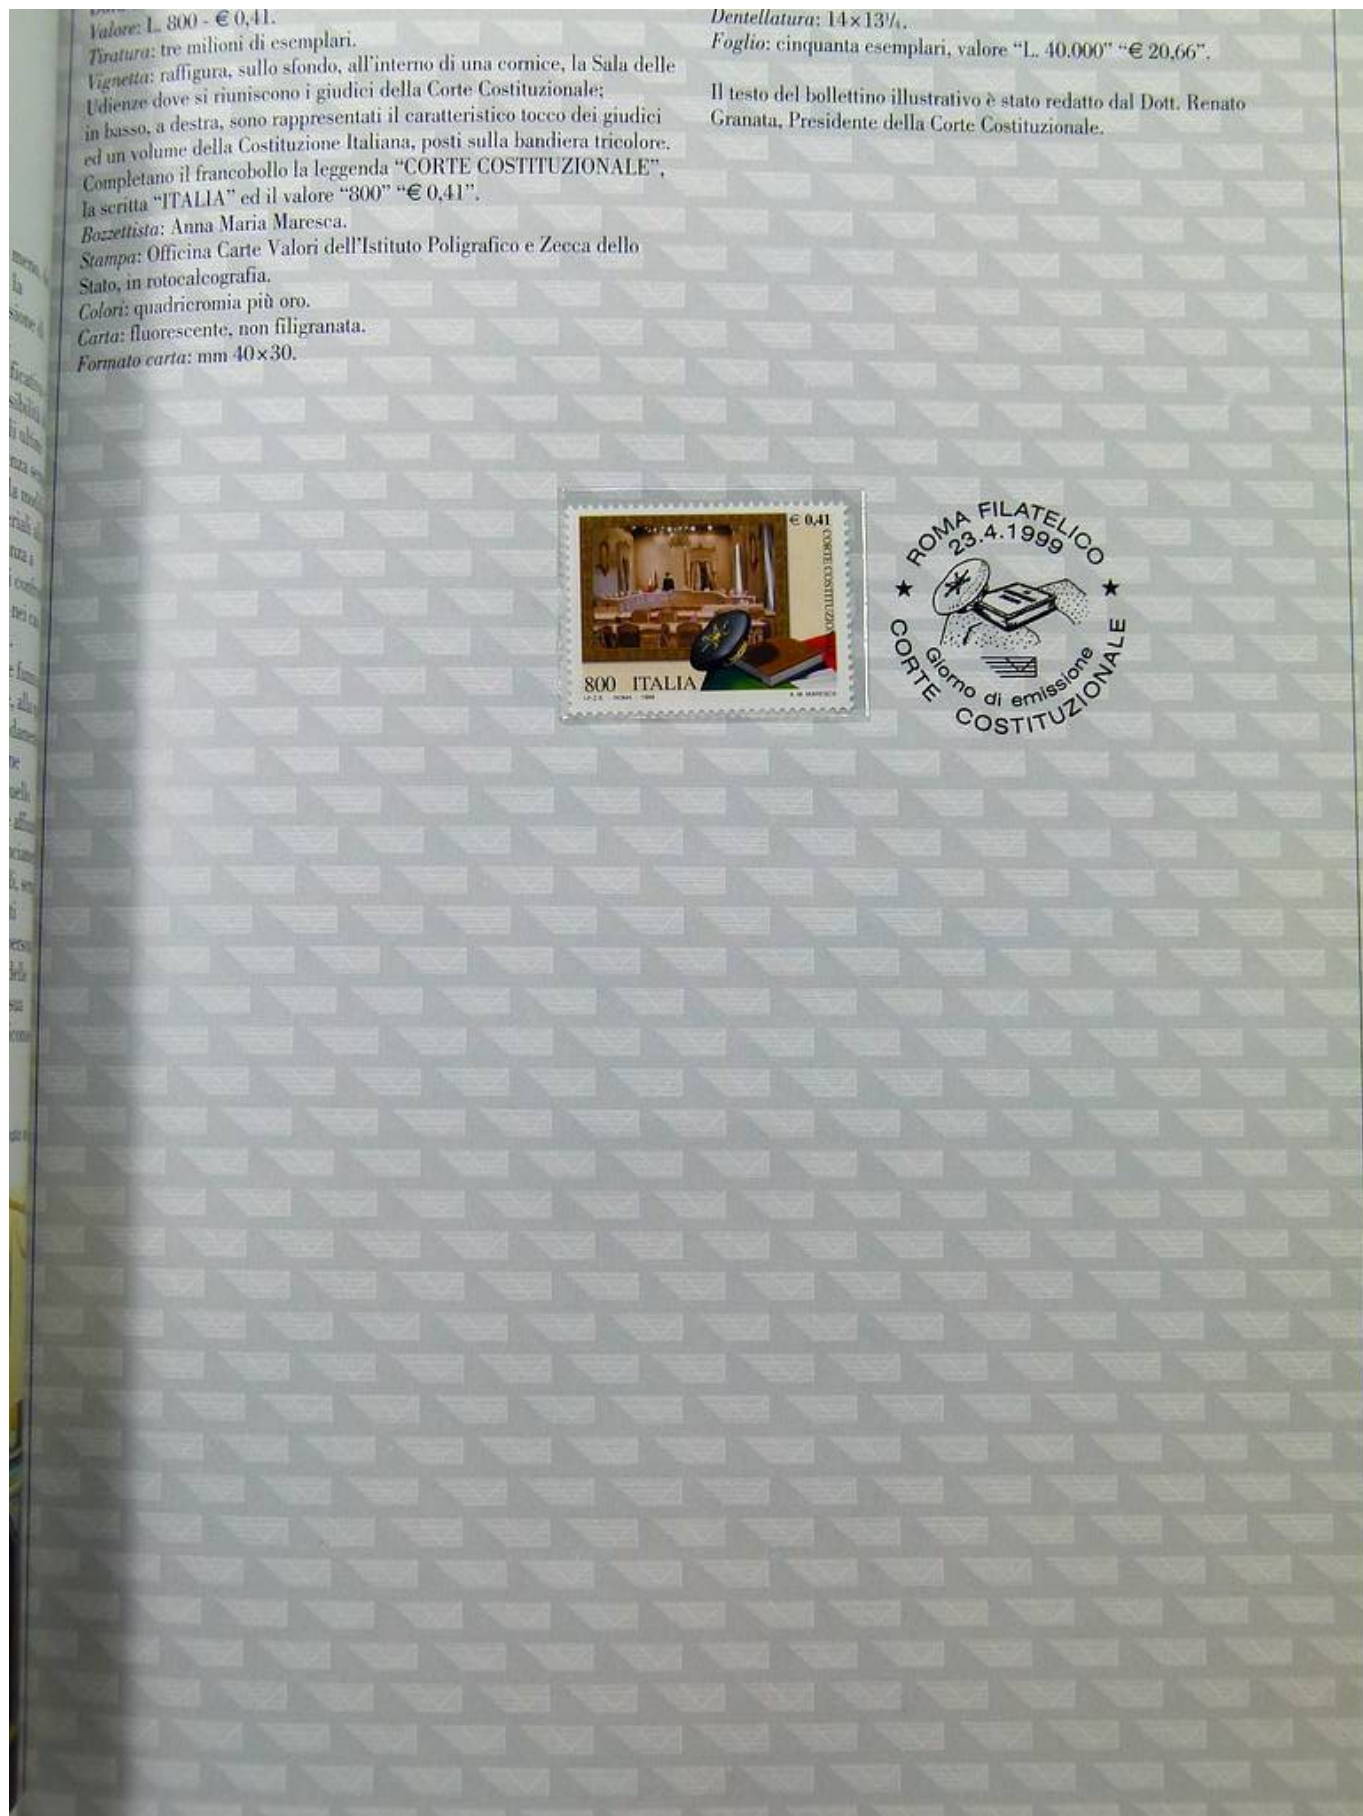 Valore: L. 800 - € 0,41.
Tiratura: tre milioni di esemplari.
Vignetta: raffigura, sullo sfondo, all'interno di una cornice, la Sala delle
Udienze dove si riuniscono i giudici della Corte Costituzionale;
in basso, a destra, sono rappresentati il caratteristico tocco dei giudici
ed un volume della Costituzione Italiana, posti sulla bandiera tricolore.
Completano il francobollo la leggenda “CORTE COSTITUZIONALE”,
la scritta “ITALIA” ed il valore “800” “€ 0,41”.
Bozzettista: Anna Maria Maresca.
Stampa: Officina Carte Valori dell'Istituto Poligrafico e Zecca dello
Stato, in rotocalcografia.
Colori: quadricromia più oro.
Carta: fluorescente, non filigranata.
Formato carta: mm 40×30.
Dentellatura: 14×13¼.
Foglio: cinquanta esemplari, valore “L. 40.000” “€ 20,66”.
Il testo del bollettino illustrativo è stato redatto dal Dott. Renato
Granata, Presidente della Corte Costituzionale.
€ 0,41
CORTE COSTITUZIO
800 ITALIA
I.P.Z.S. ROMA 1999
A. M. MARESCA
ROMA FILATELICO
23.4.1999
Giorno di emissione
CORTE COSTITUZIONALE